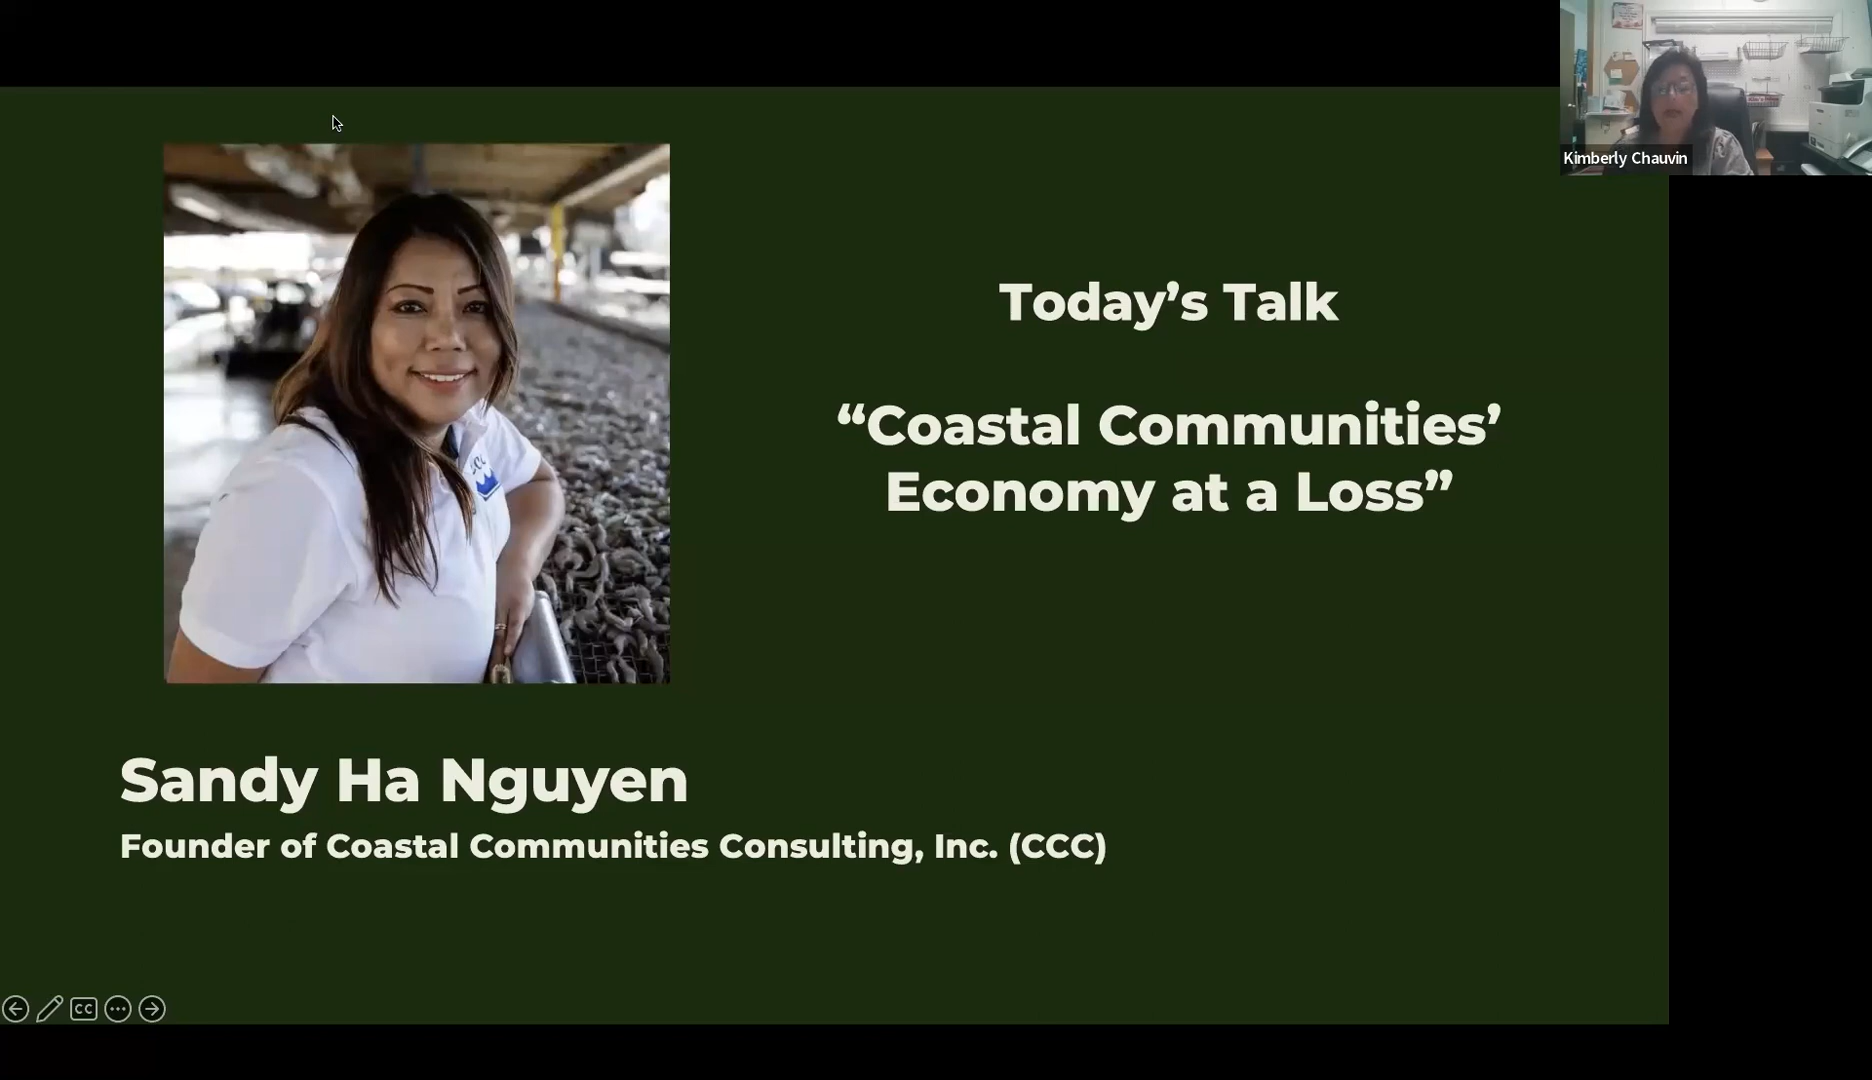 Kimberly Chauvin
Today’s Talk
“Coastal Communities’
Economy at a Loss”
Sandy Ha Nguyen
Founder of Coastal Communities Consulting, Inc. (CCC)
CC